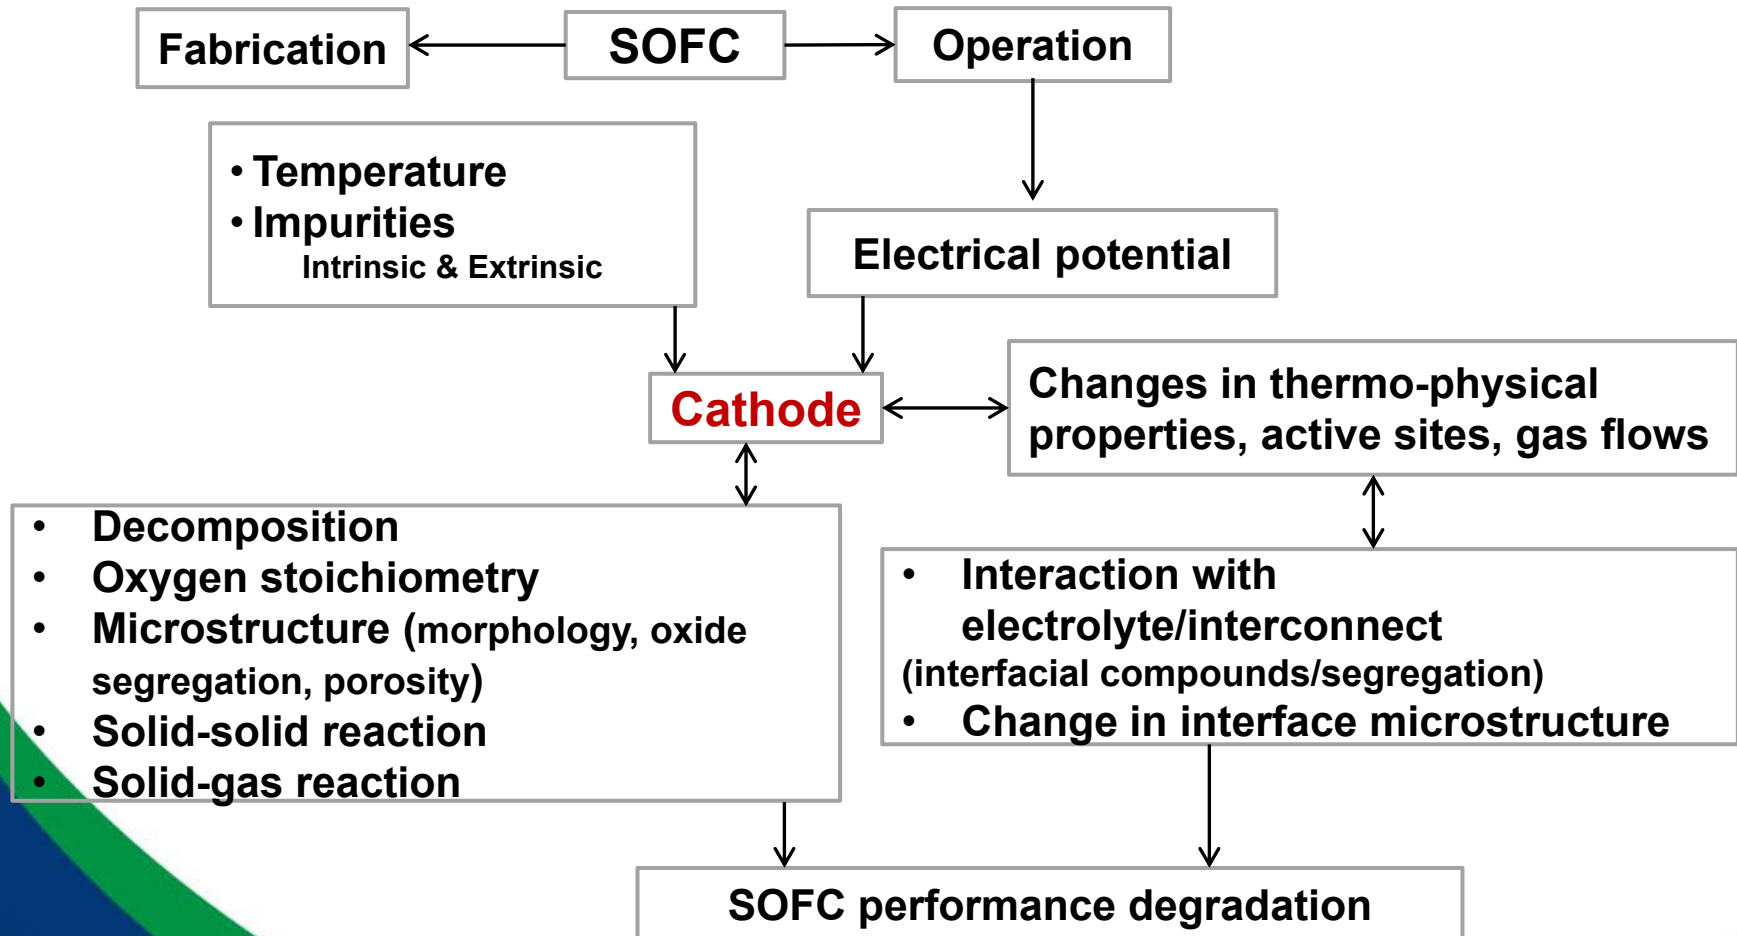 Fabrication
SOFC
Operation
• Temperature
• Impurities
Intrinsic & Extrinsic
Electrical potential
Cathode
Changes in thermo-physical
properties, active sites, gas flows
• Decomposition
• Oxygen stoichiometry
• Microstructure (morphology, oxide
segregation, porosity)
• Solid-solid reaction
• Solid-gas reaction
• Interaction with
electrolyte/interconnect
(interfacial compounds/segregation)
• Change in interface microstructure
SOFC performance degradation